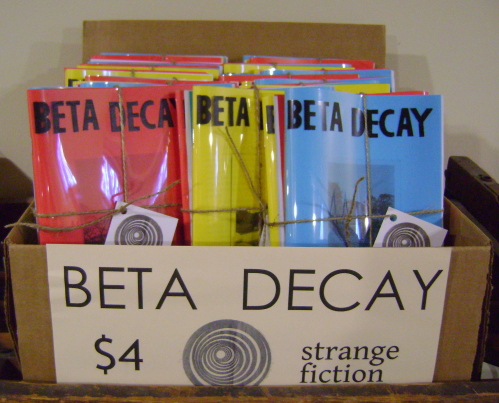 BETA DECAY
BETA
BETA DECAY
BETA DECAY
$4
strange
fiction